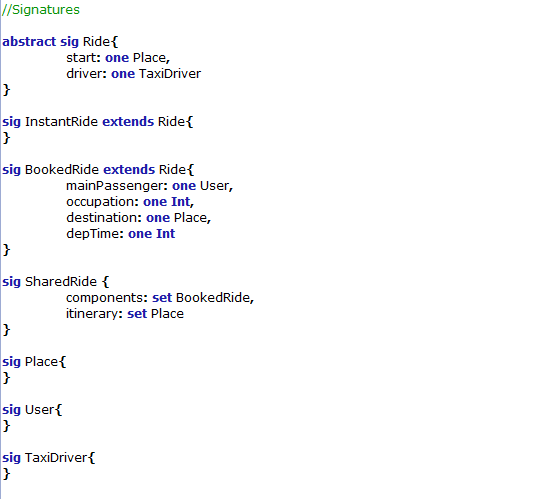 //Signatures
abstract sig Ride{
start: one Place,
driver: one TaxiDriver
}
sig InstantRide extends Ride{
}
sig BookedRide extends Ride{
mainPassenger: one User,
occupation: one Int,
destination: one Place,
depTime: one Int
}
sig SharedRide {
components: set BookedRide,
itinerary: set Place
}
sig Place{
}
sig User{
}
sig TaxiDriver{
}